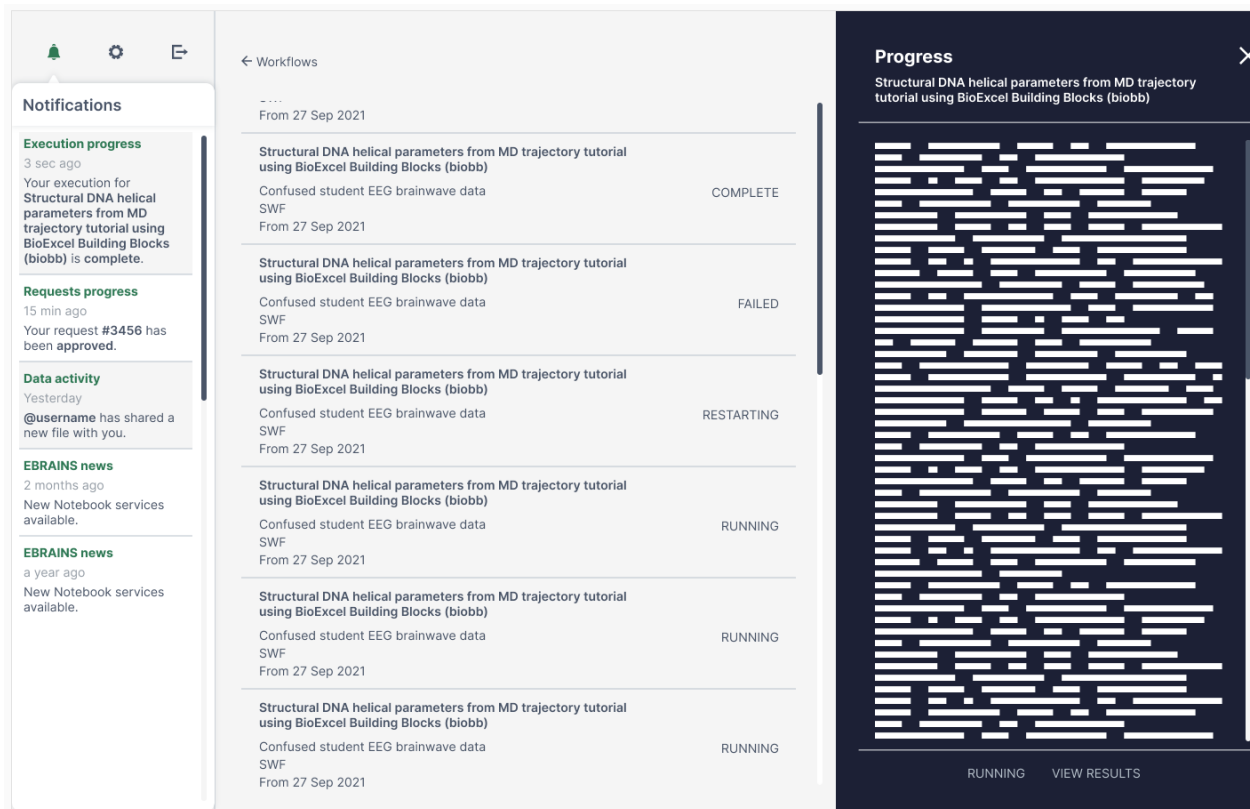 Notifications
Execution progress
3 sec ago
Your execution for
Structural DNA helical
parameters from MD
trajectory tutorial using
BioExcel Building Blocks
(biobb) is complete.
Requests progress
15 min ago
Your request #3456 has
been approved.
Data activity
Yesterday
@username has shared a
new file with you.
EBRAINS news
2 months ago
New Notebook services
available.
EBRAINS news
a year ago
New Notebook services
available.
Workflows
From 27 Sep 2021
Structural DNA helical parameters from MD trajectory tutorial
using BioExcel Building Blocks (biobb)
Confused student EEG brainwave data
COMPLETE
SWF
From 27 Sep 2021
Structural DNA helical parameters from MD trajectory tutorial
using BioExcel Building Blocks (biobb)
Confused student EEG brainwave data
FAILED
SWF
From 27 Sep 2021
Structural DNA helical parameters from MD trajectory tutorial
using BioExcel Building Blocks (biobb)
Confused student EEG brainwave data
RESTARTING
SWF
From 27 Sep 2021
Structural DNA helical parameters from MD trajectory tutorial
using BioExcel Building Blocks (biobb)
Confused student EEG brainwave data
RUNNING
SWF
From 27 Sep 2021
Structural DNA helical parameters from MD trajectory tutorial
using BioExcel Building Blocks (biobb)
Confused student EEG brainwave data
RUNNING
SWF
From 27 Sep 2021
Structural DNA helical parameters from MD trajectory tutorial
using BioExcel Building Blocks (biobb)
Confused student EEG brainwave data
RUNNING
SWF
From 27 Sep 2021
Progress
Structural DNA helical parameters from MD trajectory
tutorial using BioExcel Building Blocks (biobb)
RUNNING
VIEW RESULTS